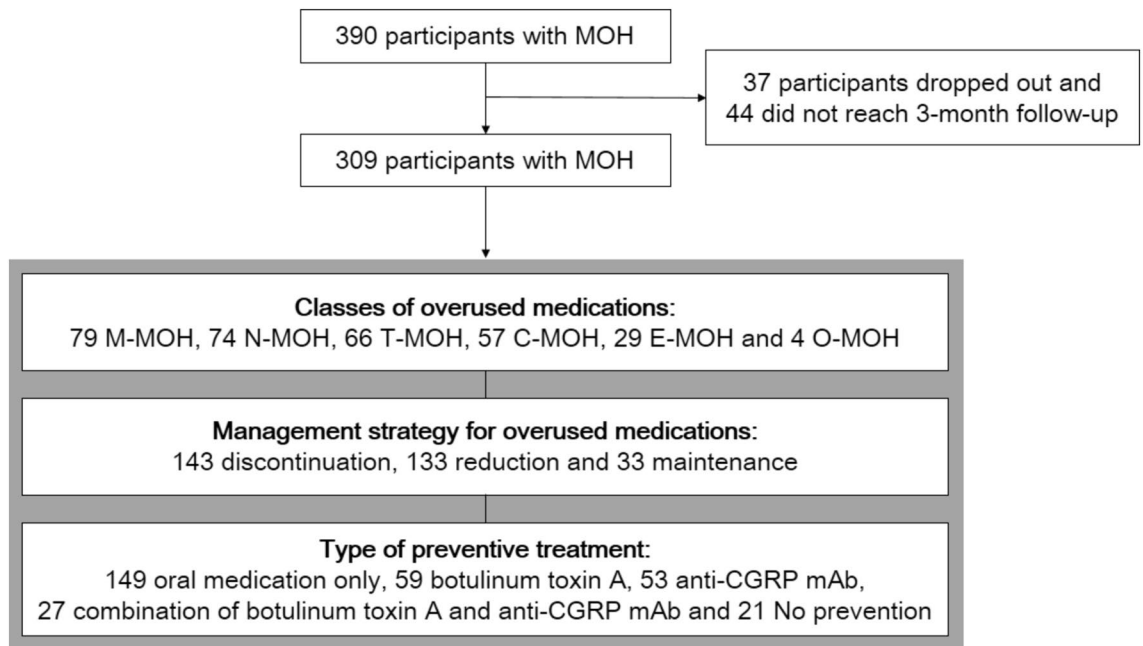 390 participants with MOH
37 participants dropped out and
44 did not reach 3-month follow-up
309 participants with MOH
Classes of overused medications:
79 M-MOH, 74 N-MOH, 66 T-MOH, 57 C-MOH, 29 E-MOH and 4 O-MOH
Management strategy for overused medications:
143 discontinuation, 133 reduction and 33 maintenance
Type of preventive treatment:
149 oral medication only, 59 botulinum toxin A, 53 anti-CGRP mAb,
27 combination of botulinum toxin A and anti-CGRP mAb and 21 No prevention